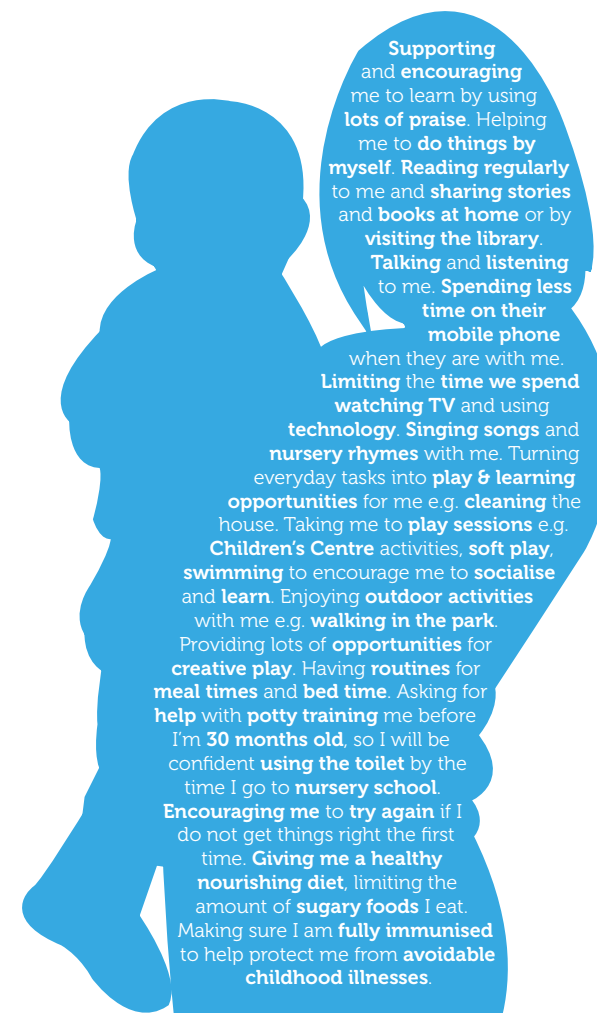 Supporting
and encouraging
me to learn by using
lots of praise. Helping
me to do things by
myself. Reading regularly
to me and sharing stories
and books at home or by
visiting the library.
Talking and listening
to me. Spending less
time on their
mobile phone
when they are with me.
Limiting the time we spend
watching TV and using
technology. Singing songs and
nursery rhymes with me. Turning
everyday tasks into play & learning
opportunities for me e.g. cleaning the
house. Taking me to play sessions e.g.
Children's Centre activities, soft play,
swimming to encourage me to socialise
and learn. Enjoying outdoor activities
with me e.g. walking in the park.
Providing lots of opportunities for
creative play. Having routines for
meal times and bed time. Asking for
help with potty training me before
I'm 30 months old, so I will be
confident using the toilet by the
time I go to nursery school.
Encouraging me to try again if I
do not get things right the first
time. Giving me a healthy
nourishing diet, limiting the
amount of sugary foods I eat.
Making sure I am fully immunised
to help protect me from avoidable
childhood illnesses.